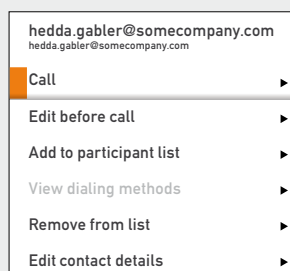 hedda.gabler@somecompany.com
hedda.gabler@somecompany.com
Call
Edit before call
Add to participant list
View dialing methods
Remove from list
Edit contact details